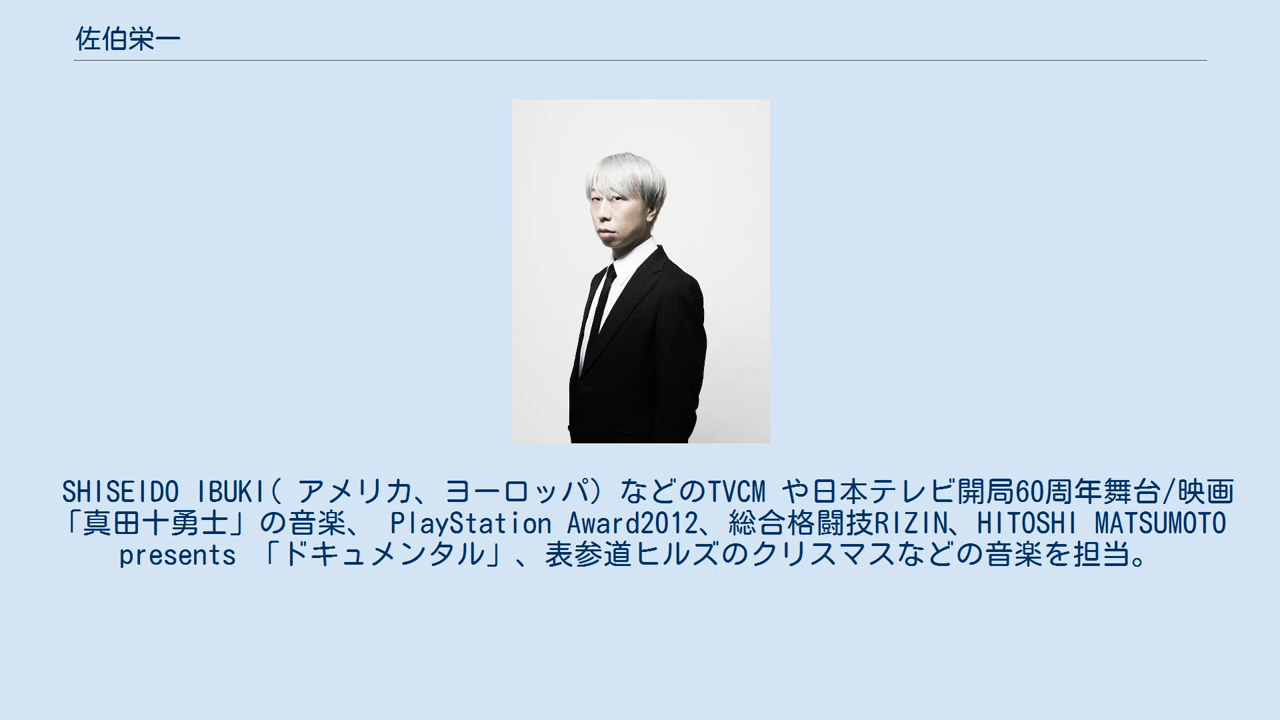 佐伯栄一
SHISEIDO IBUKI( アメリカ、ヨーロッパ）などのTVCM や日本テレビ開局60周年舞台/映画
「真田十勇士」の音楽、 PlayStation Award2012、総合格闘技RIZIN、HITOSHI MATSUMOTO
presents 「ドキュメンタル」、表参道ヒルズのクリスマスなどの音楽を担当。